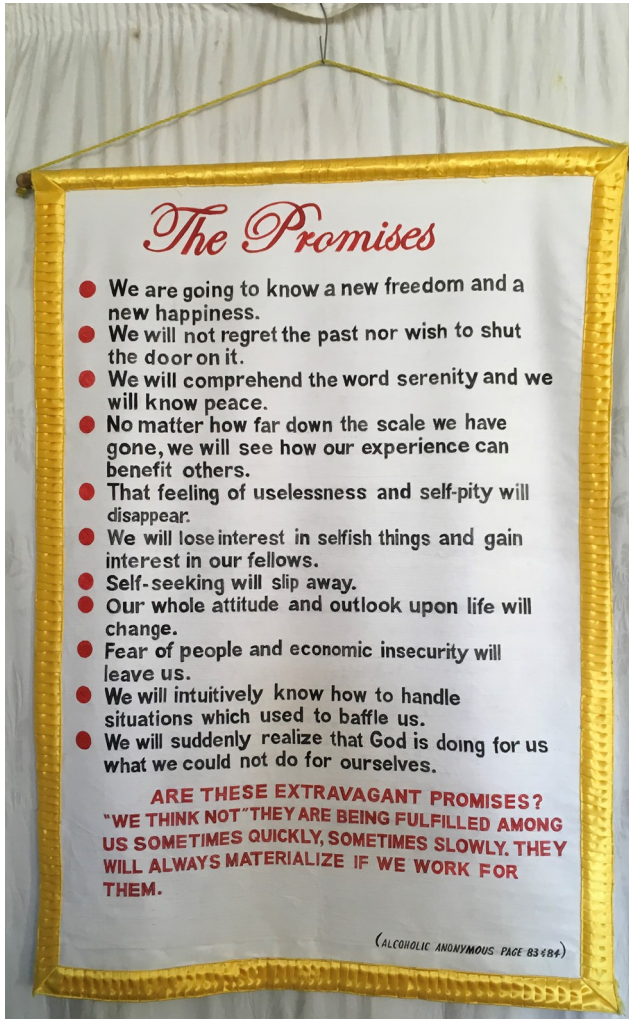 The Promises
● We are going to know a new freedom and a
new happiness.
● We will not regret the past nor wish to shut
the door on it.
● We will comprehend the word serenity and we
will know peace.
● No matter how far down the scale we have
gone, we will see how our experience can
benefit others.
● That feeling of uselessness and self-pity will
disappear.
● We will lose interest in selfish things and gain
interest in our fellows.
● Self-seeking will slip away.
● Our whole attitude and outlook upon life will
change.
● Fear of people and economic insecurity will
leave us.
● We will intuitively know how to handle
situations which used to baffle us.
● We will suddenly realize that God is doing for us
what we could not do for ourselves.
ARE THESE EXTRAVAGANT PROMISES?
"WE THINK NOT" THEY ARE BEING FULFILLED AMONG
US SOMETIMES QUICKLY, SOMETIMES SLOWLY. THEY
WILL ALWAYS MATERIALIZE IF WE WORK FOR
THEM.
(ALCOHOLIC ANONYMOUS PAGE 83 & 84)